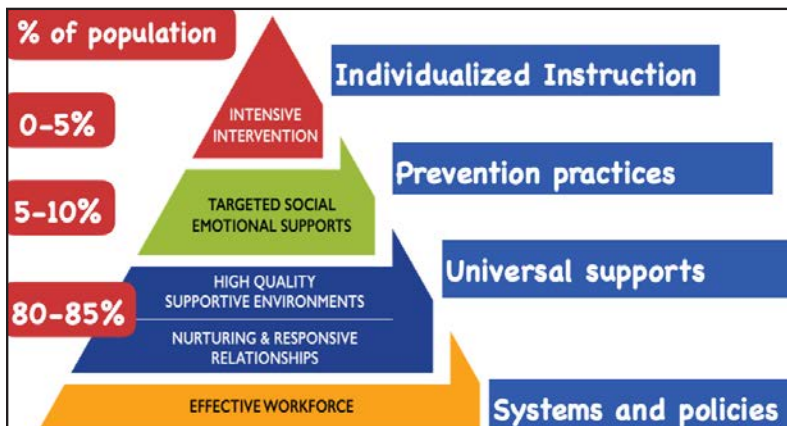 % of population
Individualized Instruction
INTENSIVE
INTERVENTION
0-5%
Prevention practices
5-10%
TARGETED SOCIAL
EMOTIONAL SUPPORTS
Universal supports
HIGH QUALITY
SUPPORTIVE ENVIRONMENTS
80-85%
NURTURING & RESPONSIVE
RELATIONSHIPS
EFFECTIVE WORKFORCE
Systems and policies